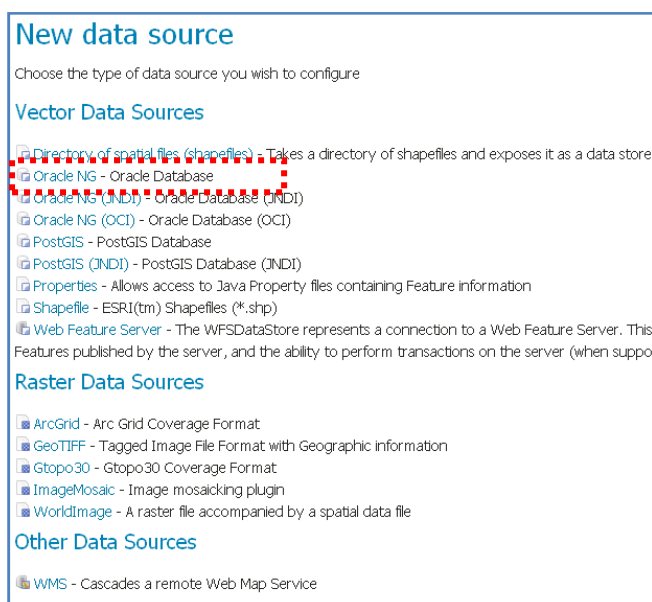 New data source
Choose the type of data source you wish to configure
Vector Data Sources
Directory of spatial files (shapefiles) - Takes a directory of shapefiles and exposes it as a data store
Oracle NG - Oracle Database
Oracle NG (JNDI) - Oracle Database (JNDI)
Oracle NG (OCI) - Oracle Database (OCI)
PostGIS - PostGIS Database
PostGIS (JNDI) - PostGIS Database (JNDI)
Properties - Allows access to Java Property files containing Feature information
Shapefile - ESRI(tm) Shapefiles (*.shp)
Web Feature Server - The WFSDataStore represents a connection to a Web Feature Server. This
Features published by the server, and the ability to perform transactions on the server (when suppo
Raster Data Sources
ArcGrid - Arc Grid Coverage Format
GeoTIFF - Tagged Image File Format with Geographic information
Gtopo30 - Gtopo30 Coverage Format
ImageMosaic - Image mosaicking plugin
WorldImage - A raster file accompanied by a spatial data file
Other Data Sources
WMS - Cascades a remote Web Map Service